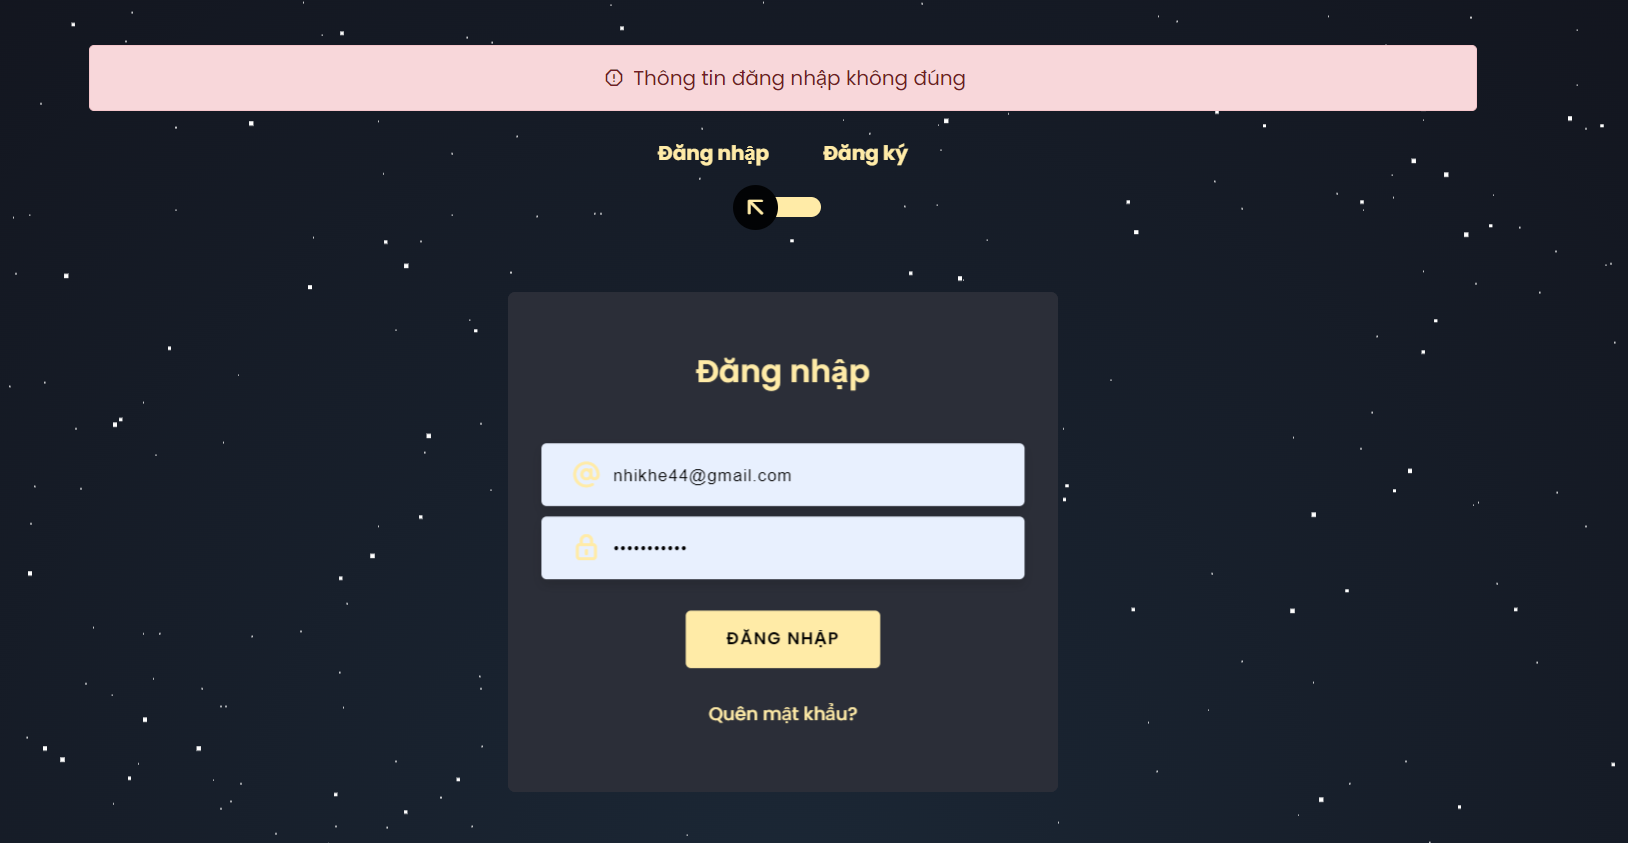 Thông tin đăng nhập không đúng
Đăng nhập Đăng ký
Đăng nhập
nhikhe44@gmail.com
•••••••••••
ĐĂNG NHẬP
Quên mật khẩu?